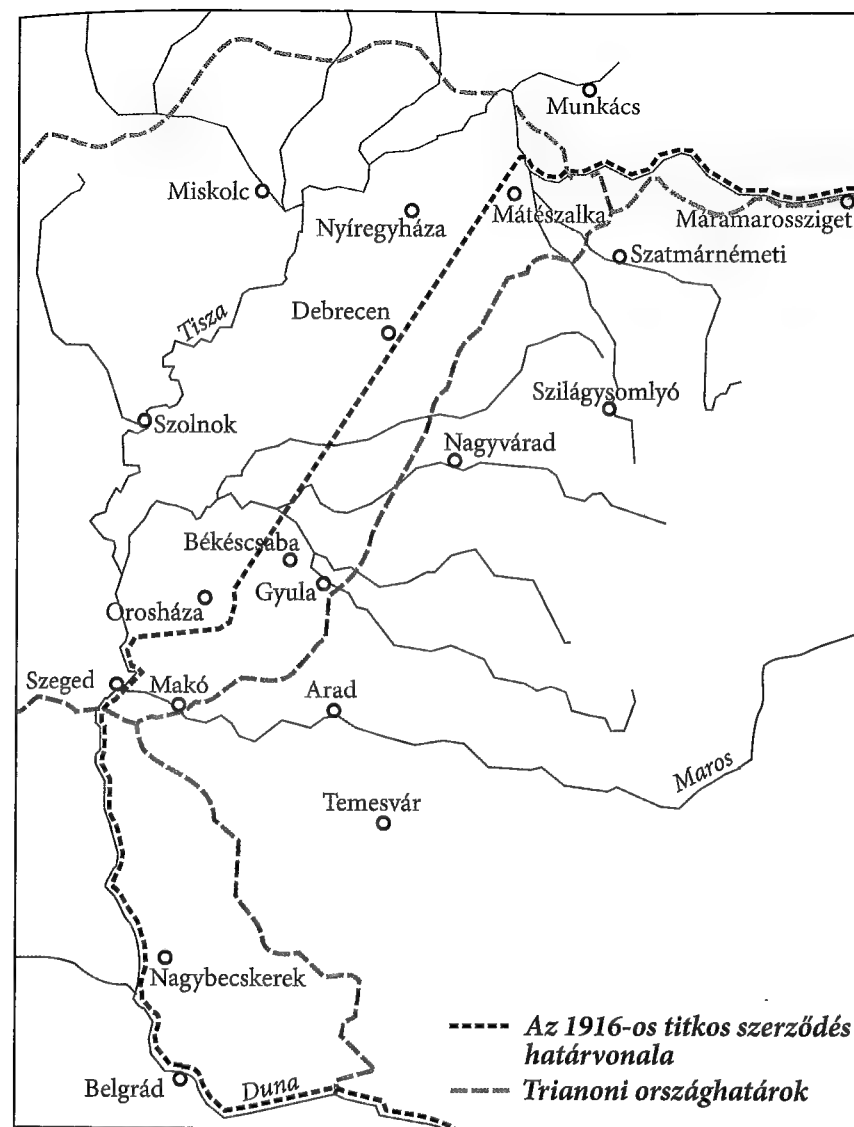 Munkács
Miskolc
Nyíregyháza
Mátészalka
Máramarossziget
Szatmárnémeti
Tisza
Debrecen
Szolnok
Szilágysomlyó
Nagyvárad
Békéscsaba
Gyula
Orosháza
Szeged
Makó
Arad
Maros
Temesvár
Nagybecskerek
Belgrád
Duna
Az 1916-os titkos szerződés
határvonala
Trianoni országhatárok